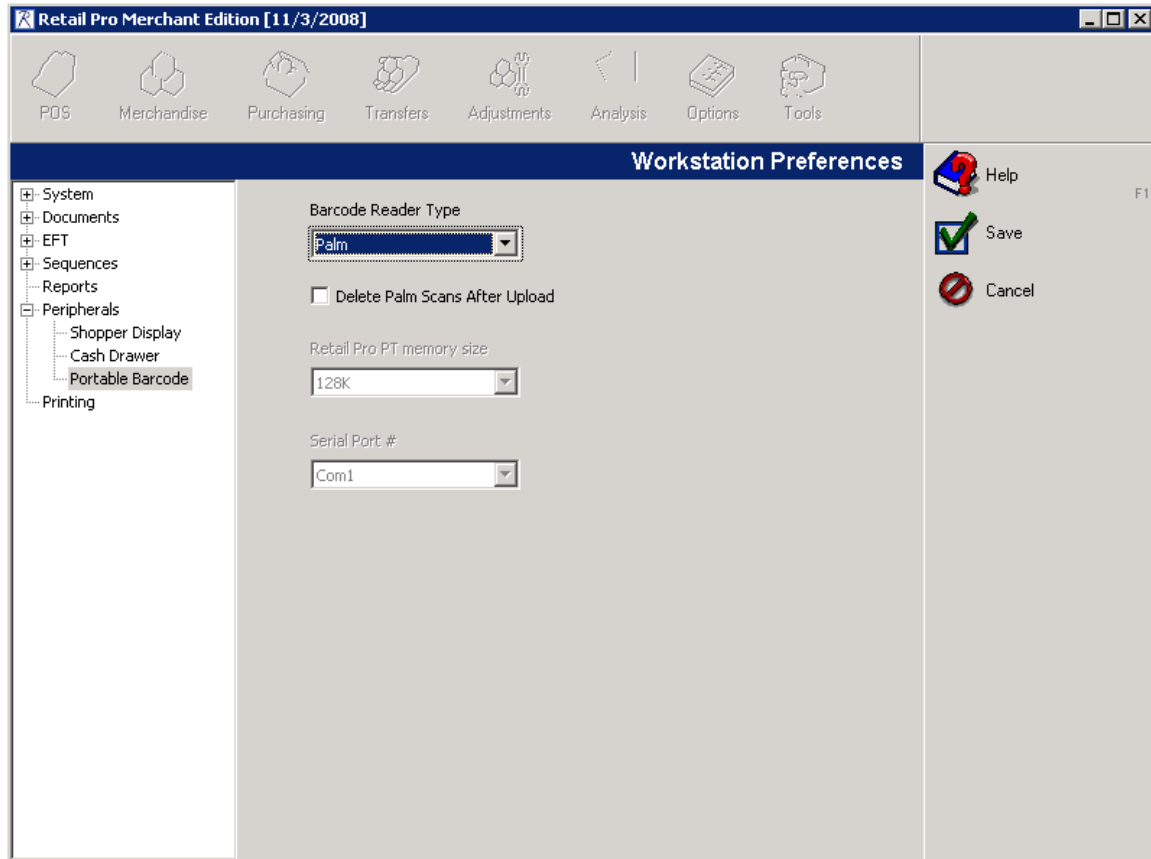 Retail Pro Merchant Edition [11/3/2008]
POS Merchandise Purchasing Transfers Adjustments Analysis Options Tools
Workstation Preferences
System
Documents
EFT
Sequences
Reports
Peripherals
Shopper Display
Cash Drawer
Portable Barcode
Printing
Barcode Reader Type
Palm
Delete Palm Scans After Upload
Retail Pro PT memory size
128K
Serial Port #
Com1
Help
F1
Save
Cancel